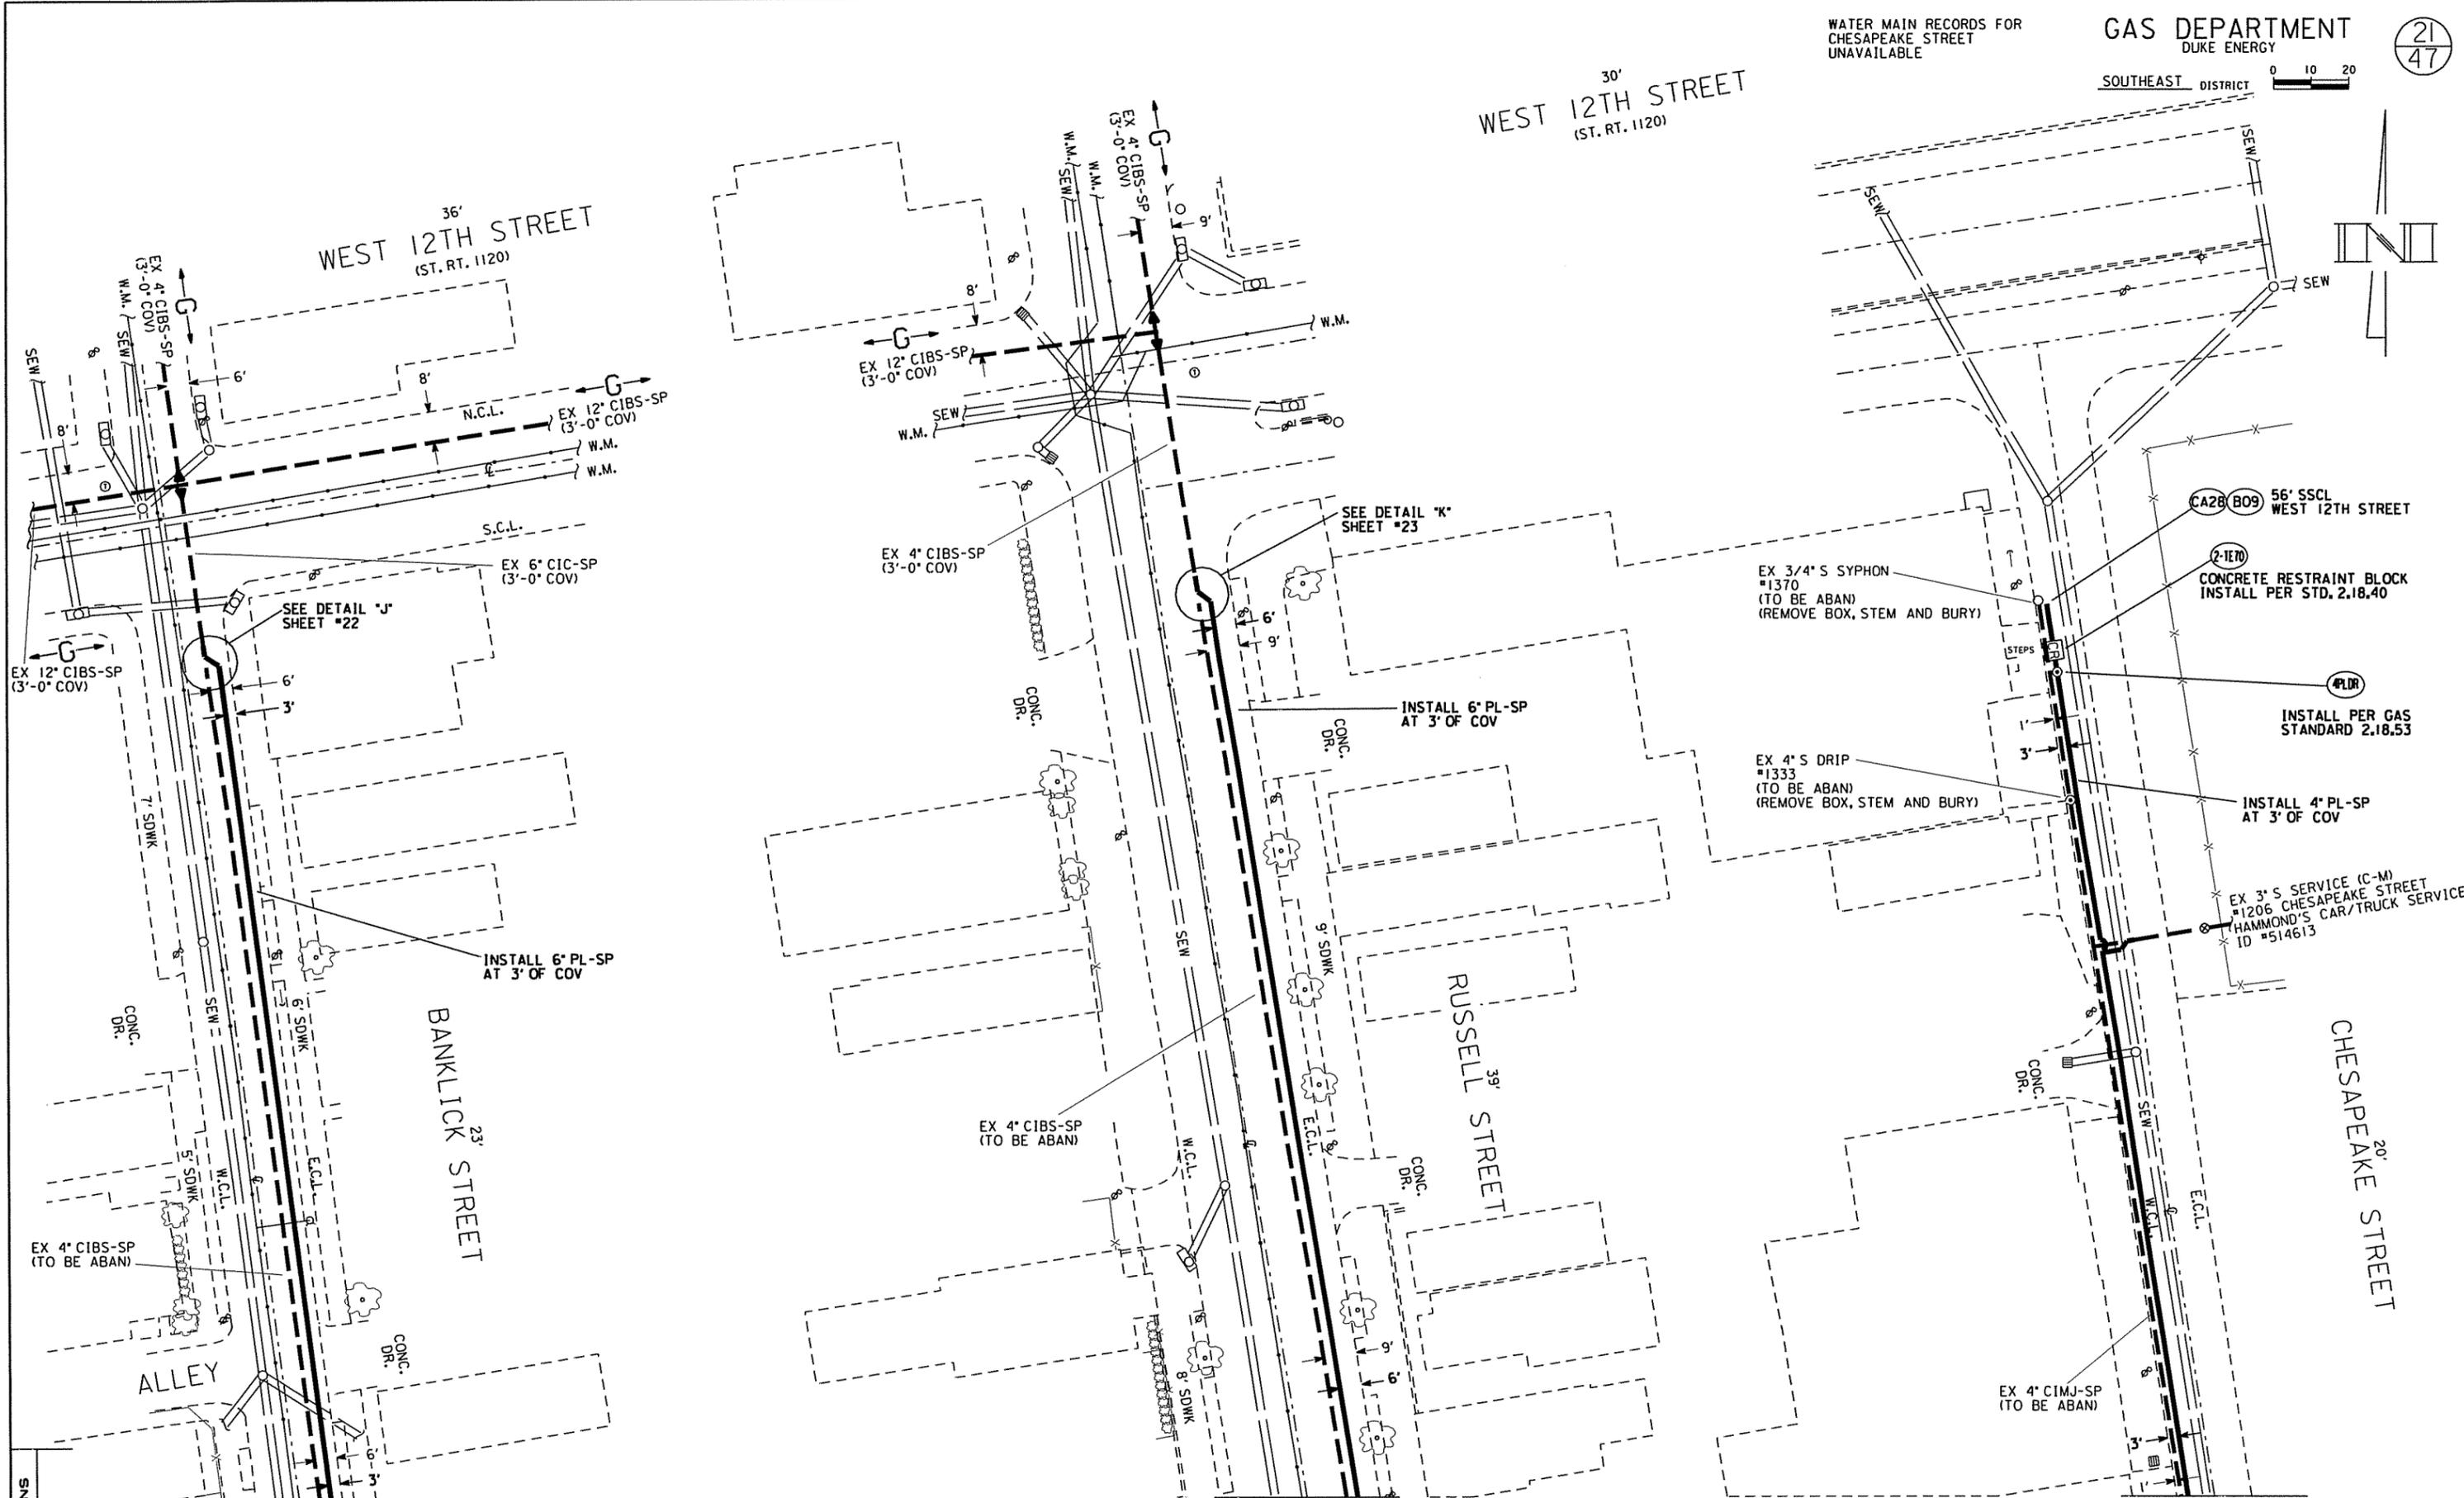 WATER MAIN RECORDS FOR
CHESAPEAKE STREET
UNAVAILABLE
GAS DEPARTMENT
DUKE ENERGY
21
47
SOUTHEAST DISTRICT
0 10 20
N
36'
WEST 12TH STREET
(ST. RT. 1120)
EX 4" CIBS-SP
(3'-0" COV)
W.M.
SEW
SEW
G
6'
8'
8'
N.C.L.
G
EX 12" CIBS-SP
(3'-0" COV)
W.M.
W.M.
S.C.L.
EX 6" CIC-SP
(3'-0" COV)
SEE DETAIL "J"
SHEET #22
G
EX 12" CIBS-SP
(3'-0" COV)
6'
3'
7' SDWK
INSTALL 6" PL-SP
AT 3' OF COV
CONC.
DR.
SEW
6' SDWK
BANKLICK STREET
23'
5' SDWK
W.C.L.
E.C.L.
EX 4" CIBS-SP
(TO BE ABAN)
CONC.
DR.
ALLEY
6'
3'
SN
30'
WEST 12TH STREET
(ST. RT. 1120)
W.M.
SEW
W.M.
EX 4" CIBS-SP
(3'-0" COV)
G
9'
8'
G
EX 12" CIBS-SP
(3'-0" COV)
W.M.
SEW
W.M.
EX 4" CIBS-SP
(3'-0" COV)
SEE DETAIL "K"
SHEET #23
6'
9'
CONC.
DR.
INSTALL 6" PL-SP
AT 3' OF COV
CONC.
DR.
SEW
9' SDWK
RUSSELL STREET
39'
EX 4" CIBS-SP
(TO BE ABAN)
W.C.L.
E.C.L.
CONC.
DR.
9'
6'
8' SDWK
SEW
SEW
SEW
CA28 B09 56' SSCL
WEST 12TH STREET
2-1E70
CONCRETE RESTRAINT BLOCK
INSTALL PER STD. 2.18.40
EX 3/4" S SYPHON
#1370
(TO BE ABAN)
(REMOVE BOX, STEM AND BURY)
STEPS
CR
4PLDR
INSTALL PER GAS
STANDARD 2.18.53
1'
3'
EX 4" S DRIP
#1333
(TO BE ABAN)
(REMOVE BOX, STEM AND BURY)
INSTALL 4" PL-SP
AT 3' OF COV
EX 3" S SERVICE (C-M)
#1206 CHESAPEAKE STREET
HAMMOND'S CAR/TRUCK SERVICE
ID #514613
CONC.
DR.
SEW
CHESAPEAKE STREET
20'
W.C.L.
E.C.L.
EX 4" CIMJ-SP
(TO BE ABAN)
3'